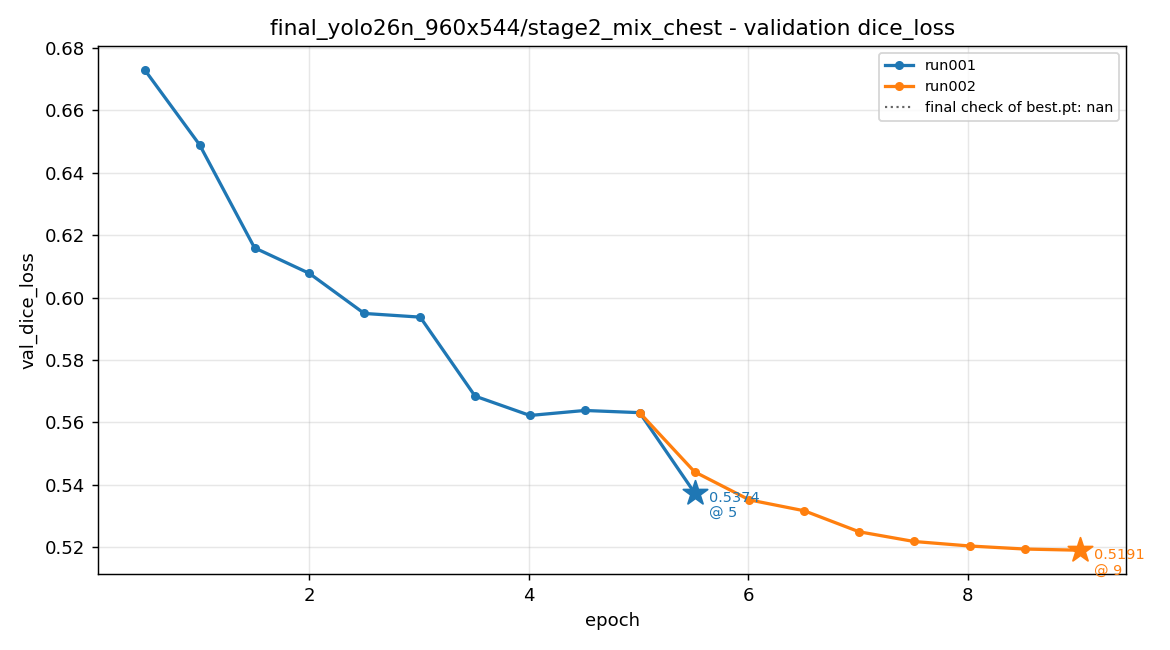 final_yolo26n_960x544/stage2_mix_chest - validation dice_loss
run001
run002
final check of best.pt: nan
val_dice_loss
0.68
0.66
0.64
0.62
0.60
0.58
0.56
0.54
0.52
0.5374
@ 5
0.5191
@ 9
2
4
6
8
epoch